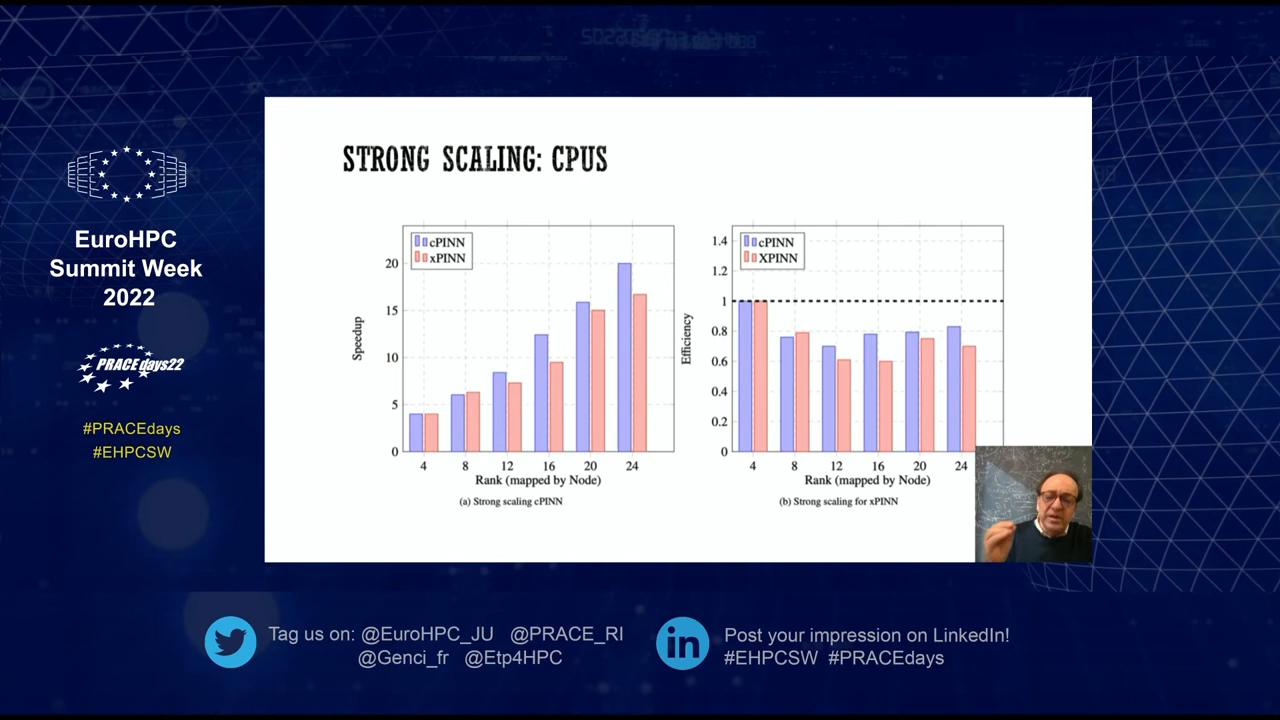 EuroHPC
Summit Week
2022
PRACEdays22
#PRACEdays
#EHPCSW
STRONG SCALING: CPUS
cPINN
xPINN
20
15
10
5
0
4 8 12 16 20 24
Speedup
Rank (mapped by Node)
(a) Strong scaling cPINN
cPINN
XPINN
1.4
1.2
1
0.8
0.6
0.4
0.2
0
4 8 12 16 20 24
Efficiency
Rank (mapped by Node)
(b) Strong scaling for xPINN
Tag us on: @EuroHPC_JU @PRACE_RI
@Genci_fr @Etp4HPC
in
Post your impression on LinkedIn!
#EHPCSW #PRACEdays